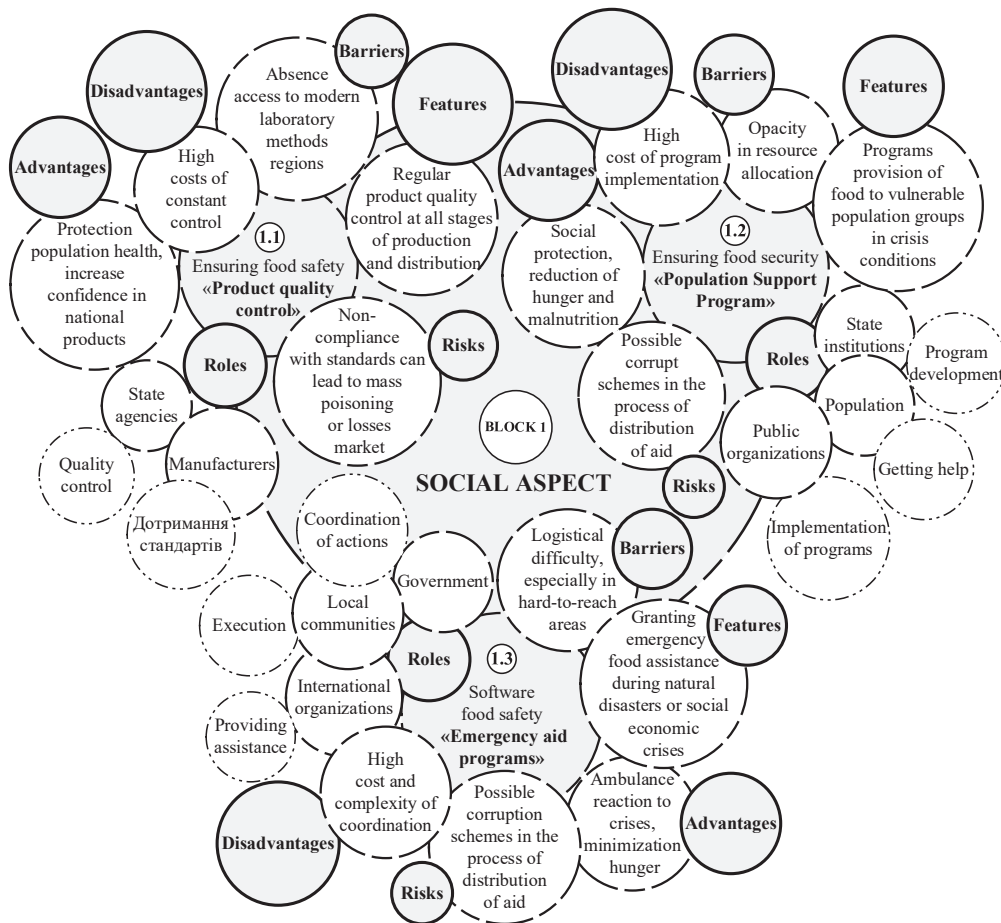 Disadvantages
Barriers
Absence
access to modern
laboratory
methods
regions
Features
Advantages
High
costs of
constant
control
Regular
product quality
control at all stages
of production
and distribution
Protection
population health,
increase
confidence in
national
products
1.1
Ensuring food safety
«Product quality
control»
Non-
compliance
with standards can
lead to mass
poisoning
or losses
market
Risks
Roles
State
agencies
Manufacturers
Quality
control
Дотримання
стандартів
Disadvantages
Barriers
Features
Advantages
High
cost of program
implementation
Opacity
in resource
allocation
Programs
provision of
food to vulnerable
population groups
in crisis
conditions
Social
protection,
reduction of
hunger and
malnutrition
1.2
Ensuring food security
«Population Support
Program»
Possible
corrupt
schemes in the
process of
distribution
of aid
Risks
Roles
State
institutions
Program
development
Population
Getting help
Public
organizations
Implementation
of programs
BLOCK 1
SOCIAL ASPECT
Coordination
of actions
Government
Logistical
difficulty,
especially in
hard-to-reach
areas
Barriers
Execution
Local
communities
Roles
1.3
Software
food safety
«Emergency aid
programs»
Granting
emergency
food assistance
during natural
disasters or social
economic
crises
Features
International
organizations
Providing
assistance
High
cost and
complexity of
coordination
Disadvantages
Possible
corruption
schemes in the
process of
distribution
of aid
Risks
Ambulance
reaction to
crises,
minimization
hunger
Advantages